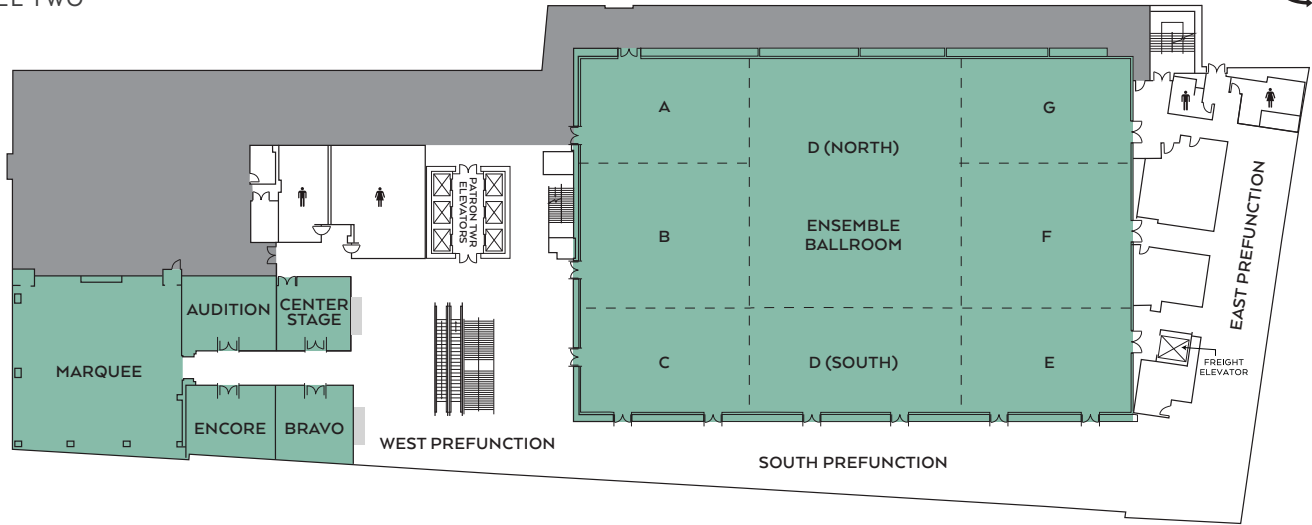 A
G
D (NORTH)
PATRON TWR
ELEVATORS
B
ENSEMBLE
BALLROOM
F
EAST PREFUNCTION
AUDITION
CENTER
STAGE
MARQUEE
C
D (SOUTH)
E
FREIGHT
ELEVATOR
ENCORE
BRAVO
WEST PREFUNCTION
SOUTH PREFUNCTION